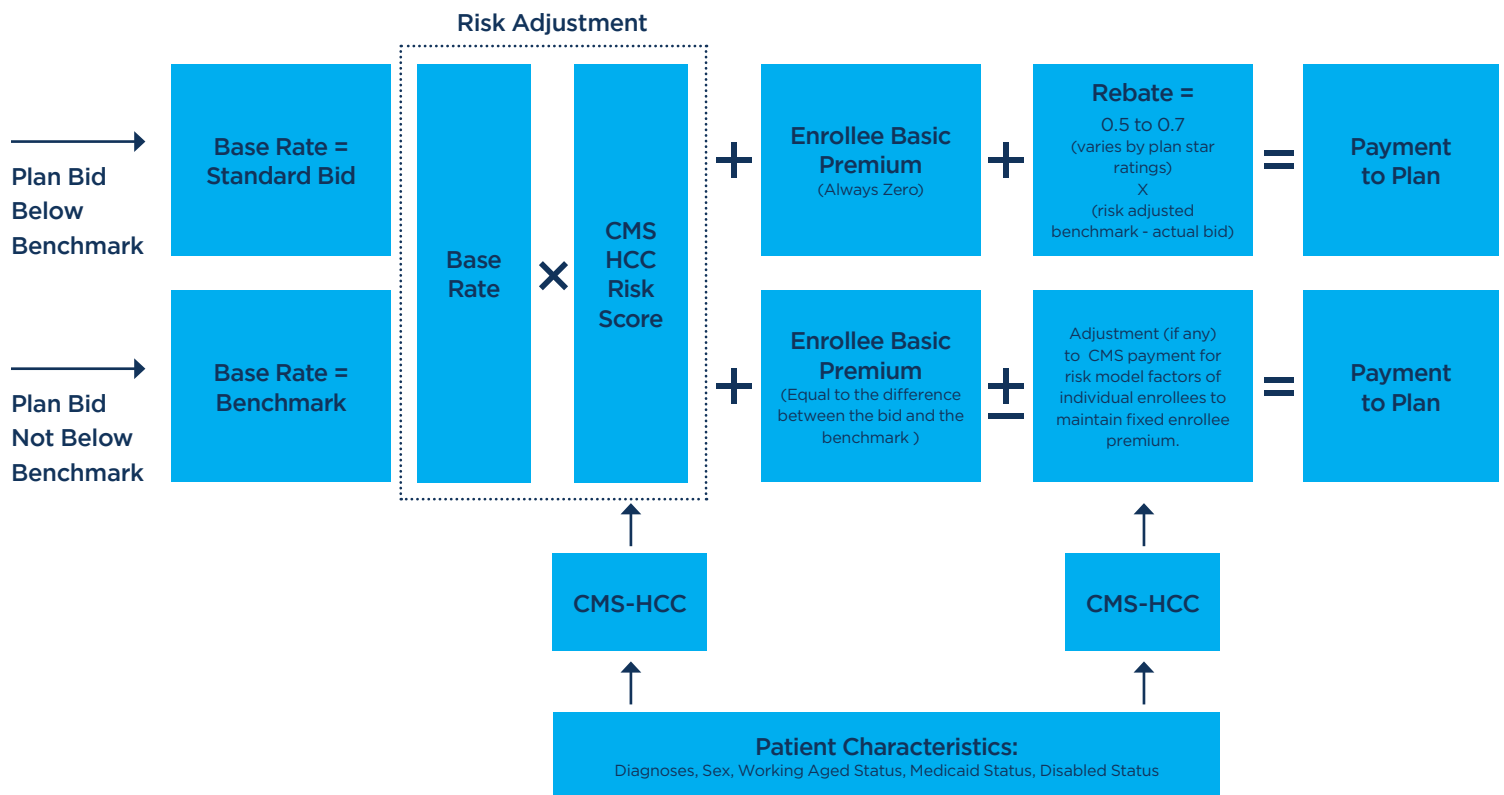 Risk Adjustment
Plan Bid
Below
Benchmark
Base Rate =
Standard Bid
Base
Rate
×
CMS
HCC
Risk
Score
+
Enrollee Basic
Premium
(Always Zero)
+
Rebate =
0.5 to 0.7
(varies by plan star
ratings)
X
(risk adjusted
benchmark - actual bid)
=
Payment
to Plan
Plan Bid
Not Below
Benchmark
Base Rate =
Benchmark
+
Enrollee Basic
Premium
(Equal to the difference
between the bid and the
benchmark )
±
Adjustment (if any)
to CMS payment for
risk model factors of
individual enrollees to
maintain fixed enrollee
premium.
=
Payment
to Plan
CMS-HCC
CMS-HCC
Patient Characteristics:
Diagnoses, Sex, Working Aged Status, Medicaid Status, Disabled Status